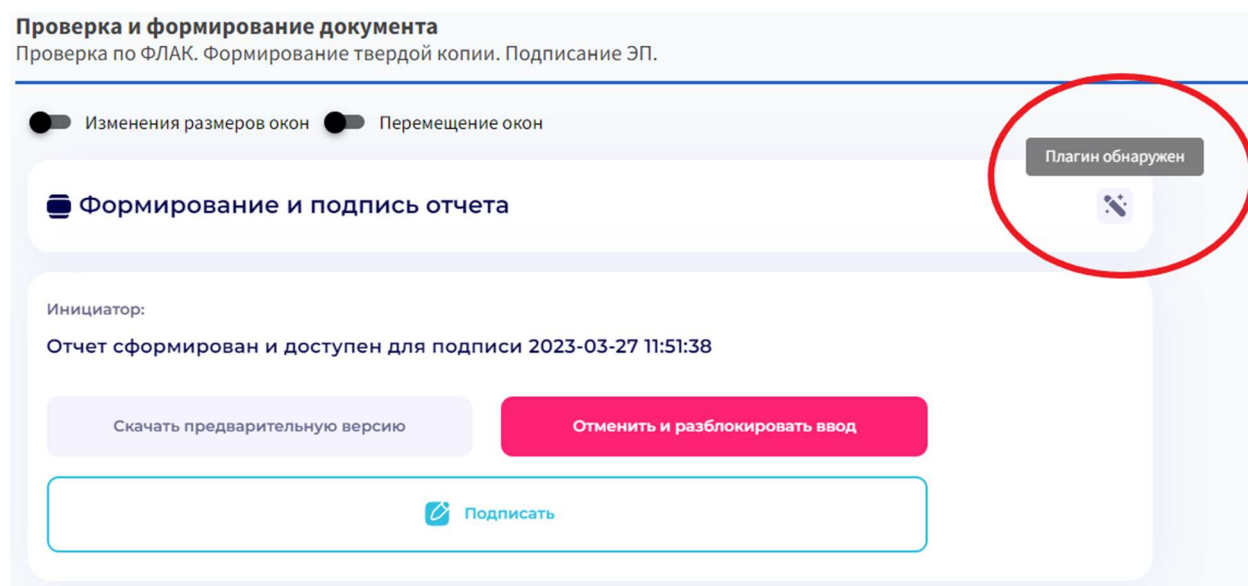 Проверка и формирование документа
Проверка по ФЛАК. Формирование твердой копии. Подписание ЭП.
Изменения размеров окон Перемещение окон
Плагин обнаружен
Формирование и подпись отчета
Инициатор:
Отчет сформирован и доступен для подписи 2023-03-27 11:51:38
Скачать предварительную версию Отменить и разблокировать ввод
Подписать